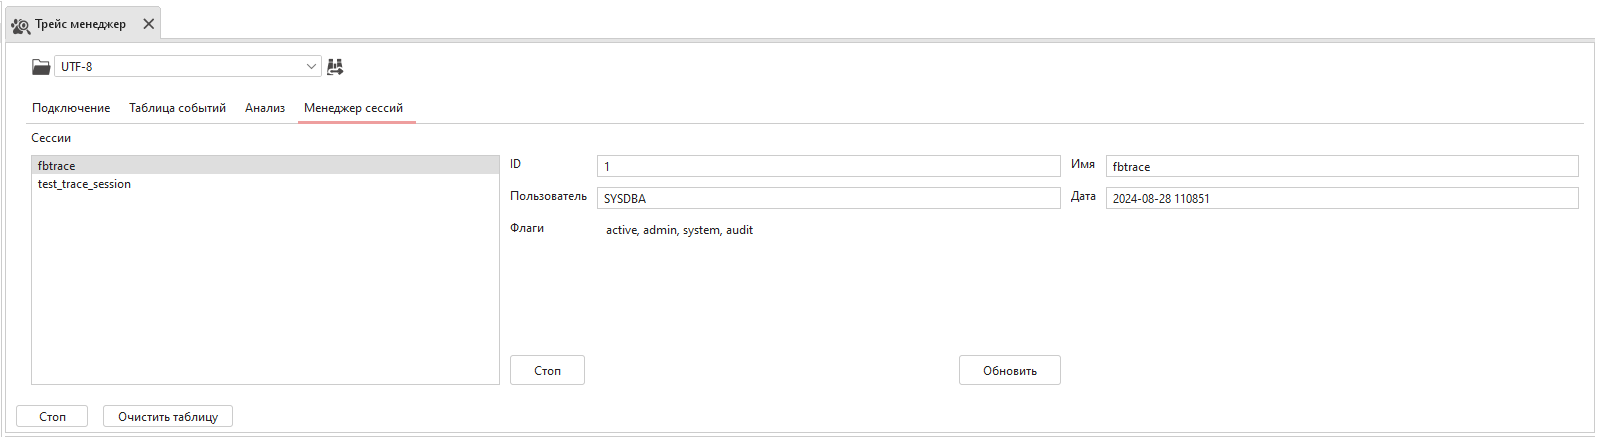 Трейс менеджер
UTF-8
Подключение Таблица событий Анализ Менеджер сессий
Сессии
fbtrace
test_trace_session
ID 1 Имя fbtrace
Пользователь SYSDBA Дата 2024-08-28 110851
Флаги active, admin, system, audit
Стоп Обновить
Стоп Очистить таблицу